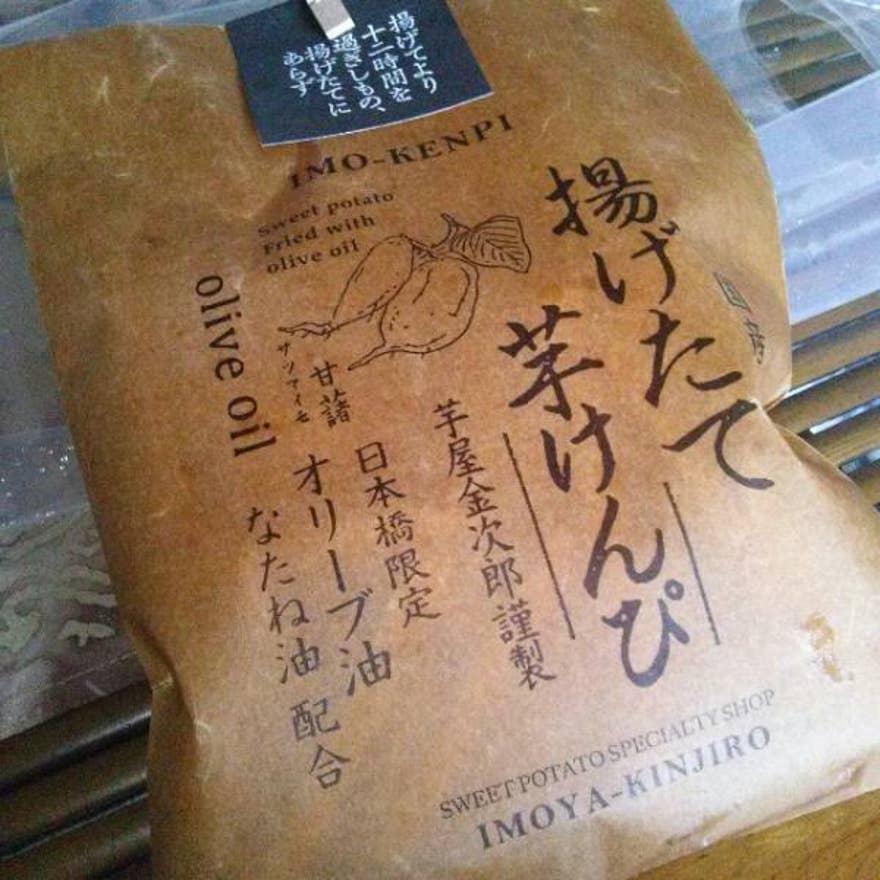 揚げてより
十二時間を
過ぎしもの、
揚げたてに
あらず
IMO-KENPI
Sweet potato
Fried with
olive oil
olive oil
揚げたて
芋けんぴ
芋屋金次郎謹製
甘藷
サツマイモ
日本橋限定
オリーブ油
なたね油 配合
SWEET POTATO SPECIALTY SHOP
IMOYA-KINJIRO